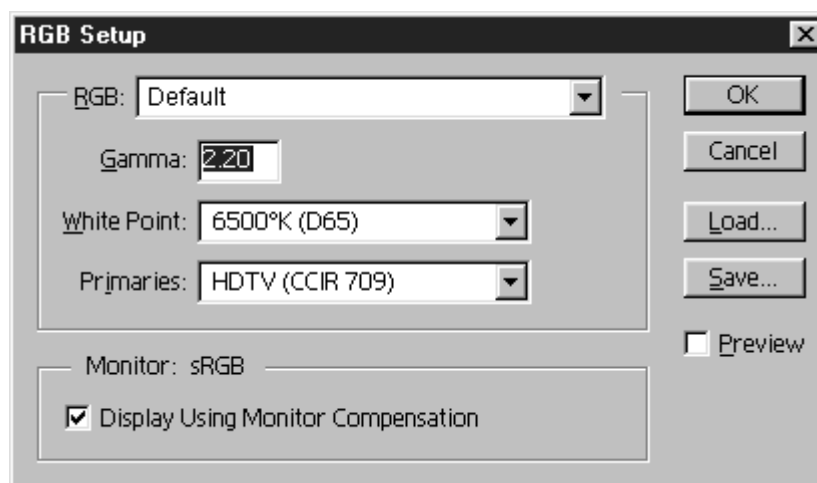 RGB Setup
RGB: Default
OK
Gamma: 2.20
Cancel
White Point: 6500°K (D65)
Load...
Primaries: HDTV (CCIR 709)
Save...
Preview
Monitor: sRGB
Display Using Monitor Compensation